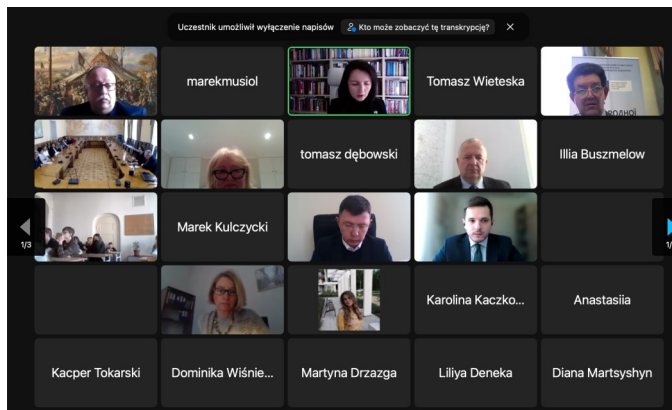 Uczestnik umożliwił wyłączenie napisów
Kto może zobaczyć tę transkrypcję?
marekmusiol
Tomasz Wieteska
tomasz dębowski
Illia Buszmelow
1/3
Marek Kulczycki
1/
Karolina Kaczko...
Anastasiia
Kacper Tokarski
Dominika Wiśnie...
Martyna Drzazga
Liliya Deneka
Diana Martsyshyn